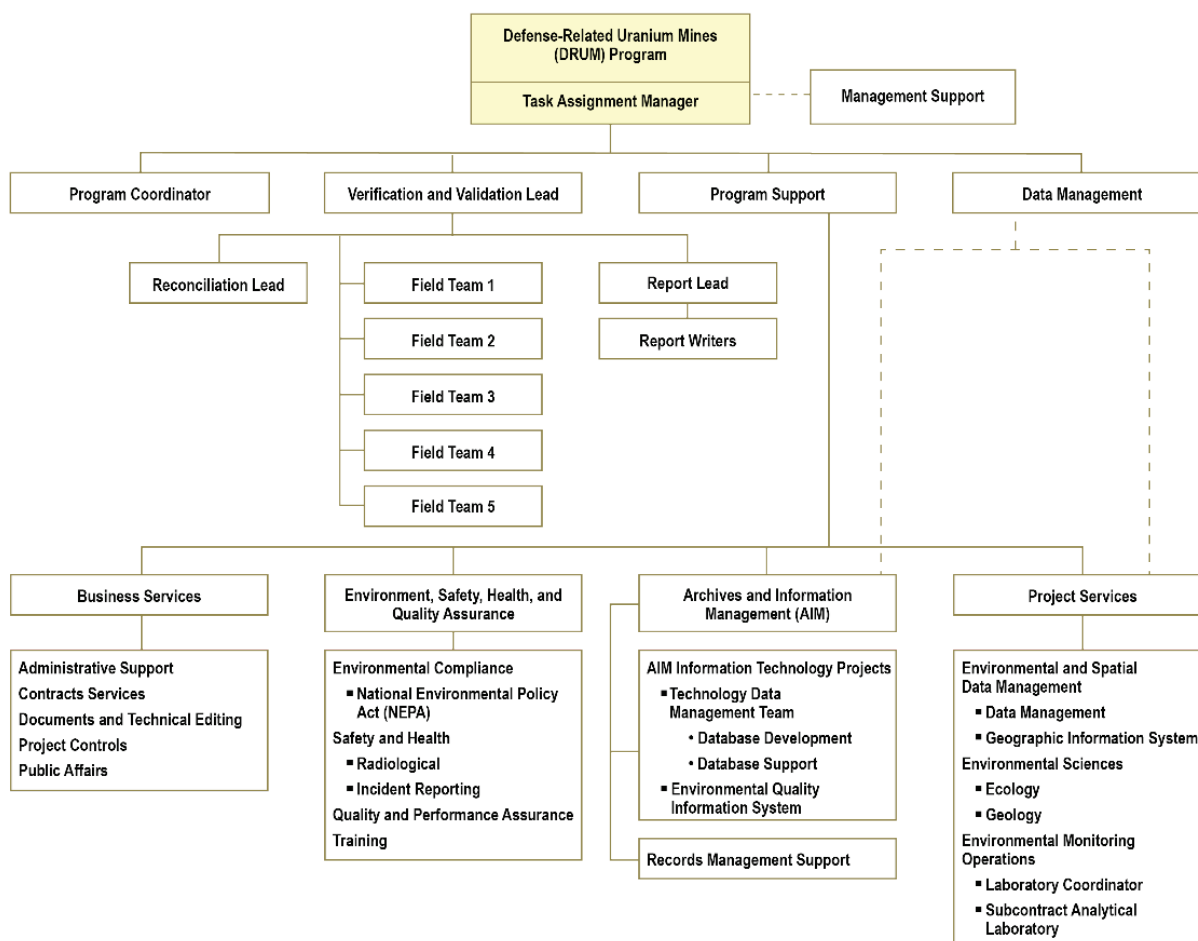 Defense-Related Uranium Mines
(DRUM) Program
Task Assignment Manager
Management Support
Program Coordinator
Verification and Validation Lead
Program Support
Data Management
Reconciliation Lead
Field Team 1
Field Team 2
Field Team 3
Field Team 4
Field Team 5
Report Lead
Report Writers
Business Services
Administrative Support
Contracts Services
Documents and Technical Editing
Project Controls
Public Affairs
Environment, Safety, Health, and
Quality Assurance
Environmental Compliance
▪ National Environmental Policy
Act (NEPA)
Safety and Health
▪ Radiological
▪ Incident Reporting
Quality and Performance Assurance
Training
Archives and Information
Management (AIM)
AIM Information Technology Projects
▪ Technology Data
Management Team
• Database Development
• Database Support
▪ Environmental Quality
Information System
Records Management Support
Project Services
Environmental and Spatial
Data Management
▪ Data Management
▪ Geographic Information System
Environmental Sciences
▪ Ecology
▪ Geology
Environmental Monitoring
Operations
▪ Laboratory Coordinator
▪ Subcontract Analytical
Laboratory